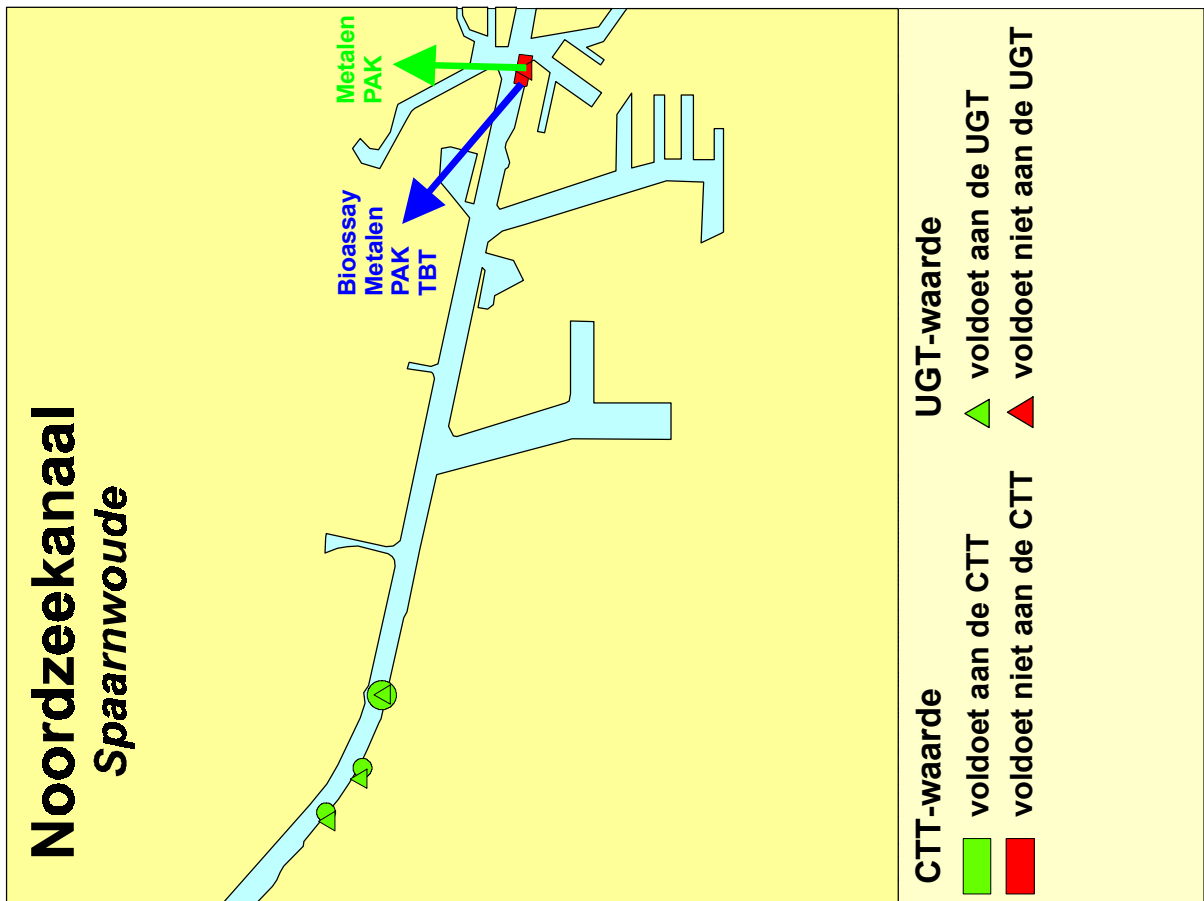 Noordzeekanaal
Spaarnwoude
Bioassay
Metalen
PAK
TBT
Metalen
PAK
CTT-waarde
voldoet aan de CTT
voldoet niet aan de CTT
UGT-waarde
voldoet aan de UGT
voldoet niet aan de UGT